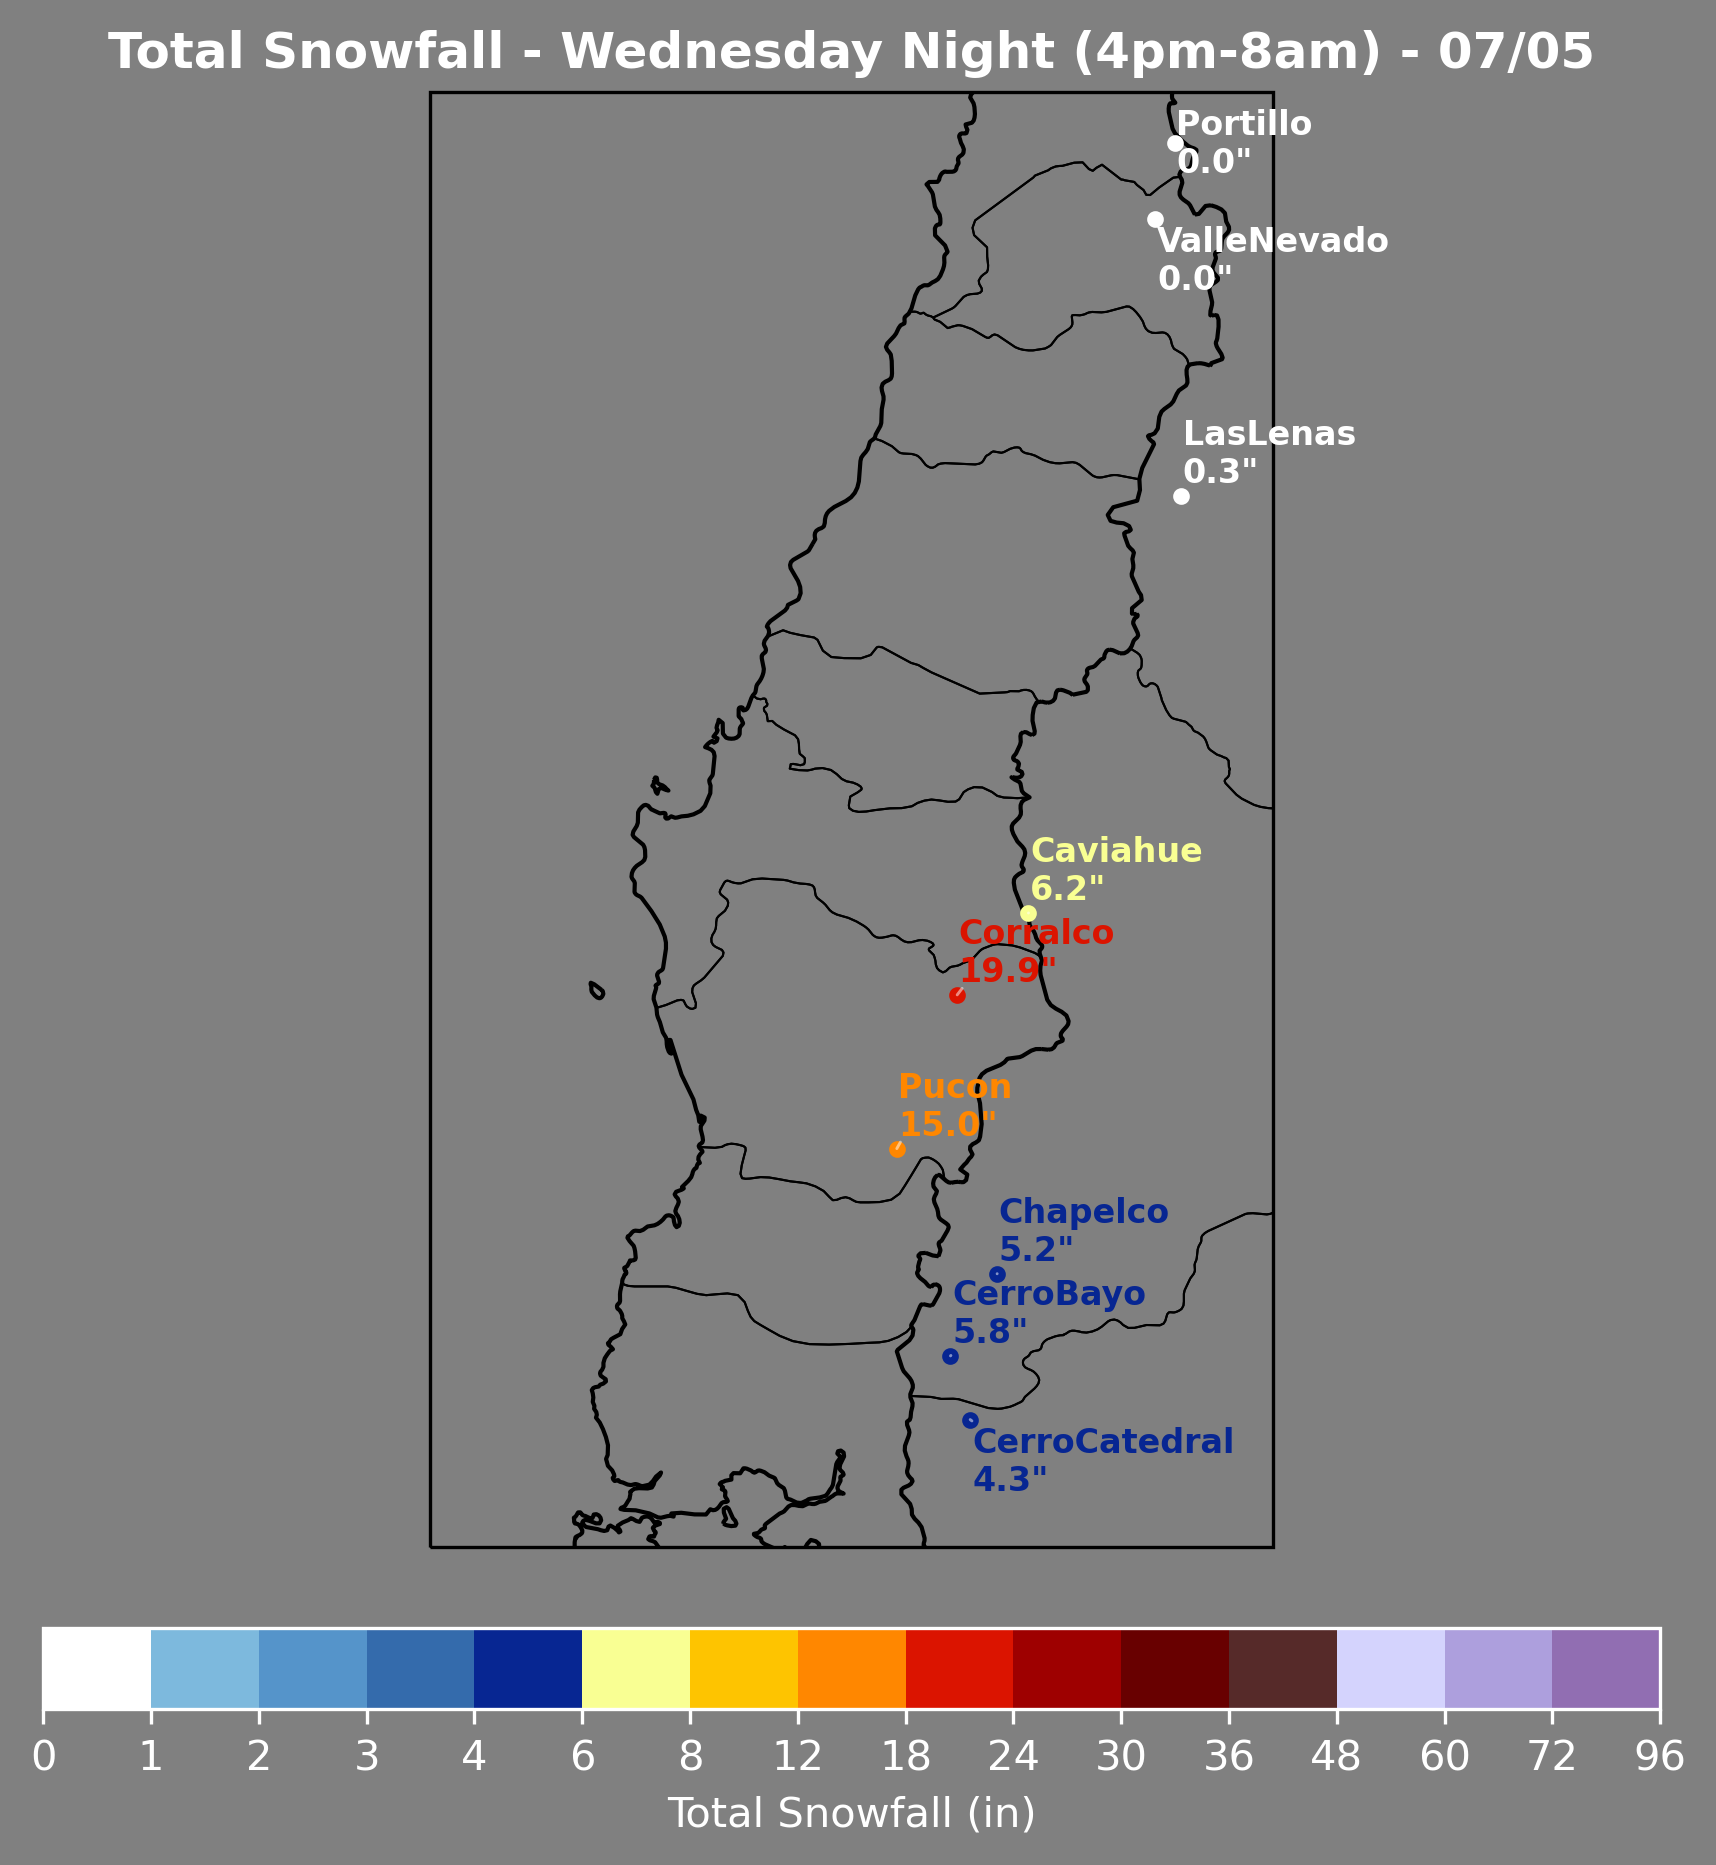 Total Snowfall - Wednesday Night (4pm-8am) - 07/05
Portillo
0.0"
ValleNevado
0.0"
LasLenas
0.3"
Caviahue
6.2"
Corralco
19.9"
Pucon
15.0"
Chapelco
5.2"
CerroBayo
5.8"
CerroCatedral
4.3"
0 1 2 3 4 6 8 12 18 24 30 36 48 60 72 96
Total Snowfall (in)